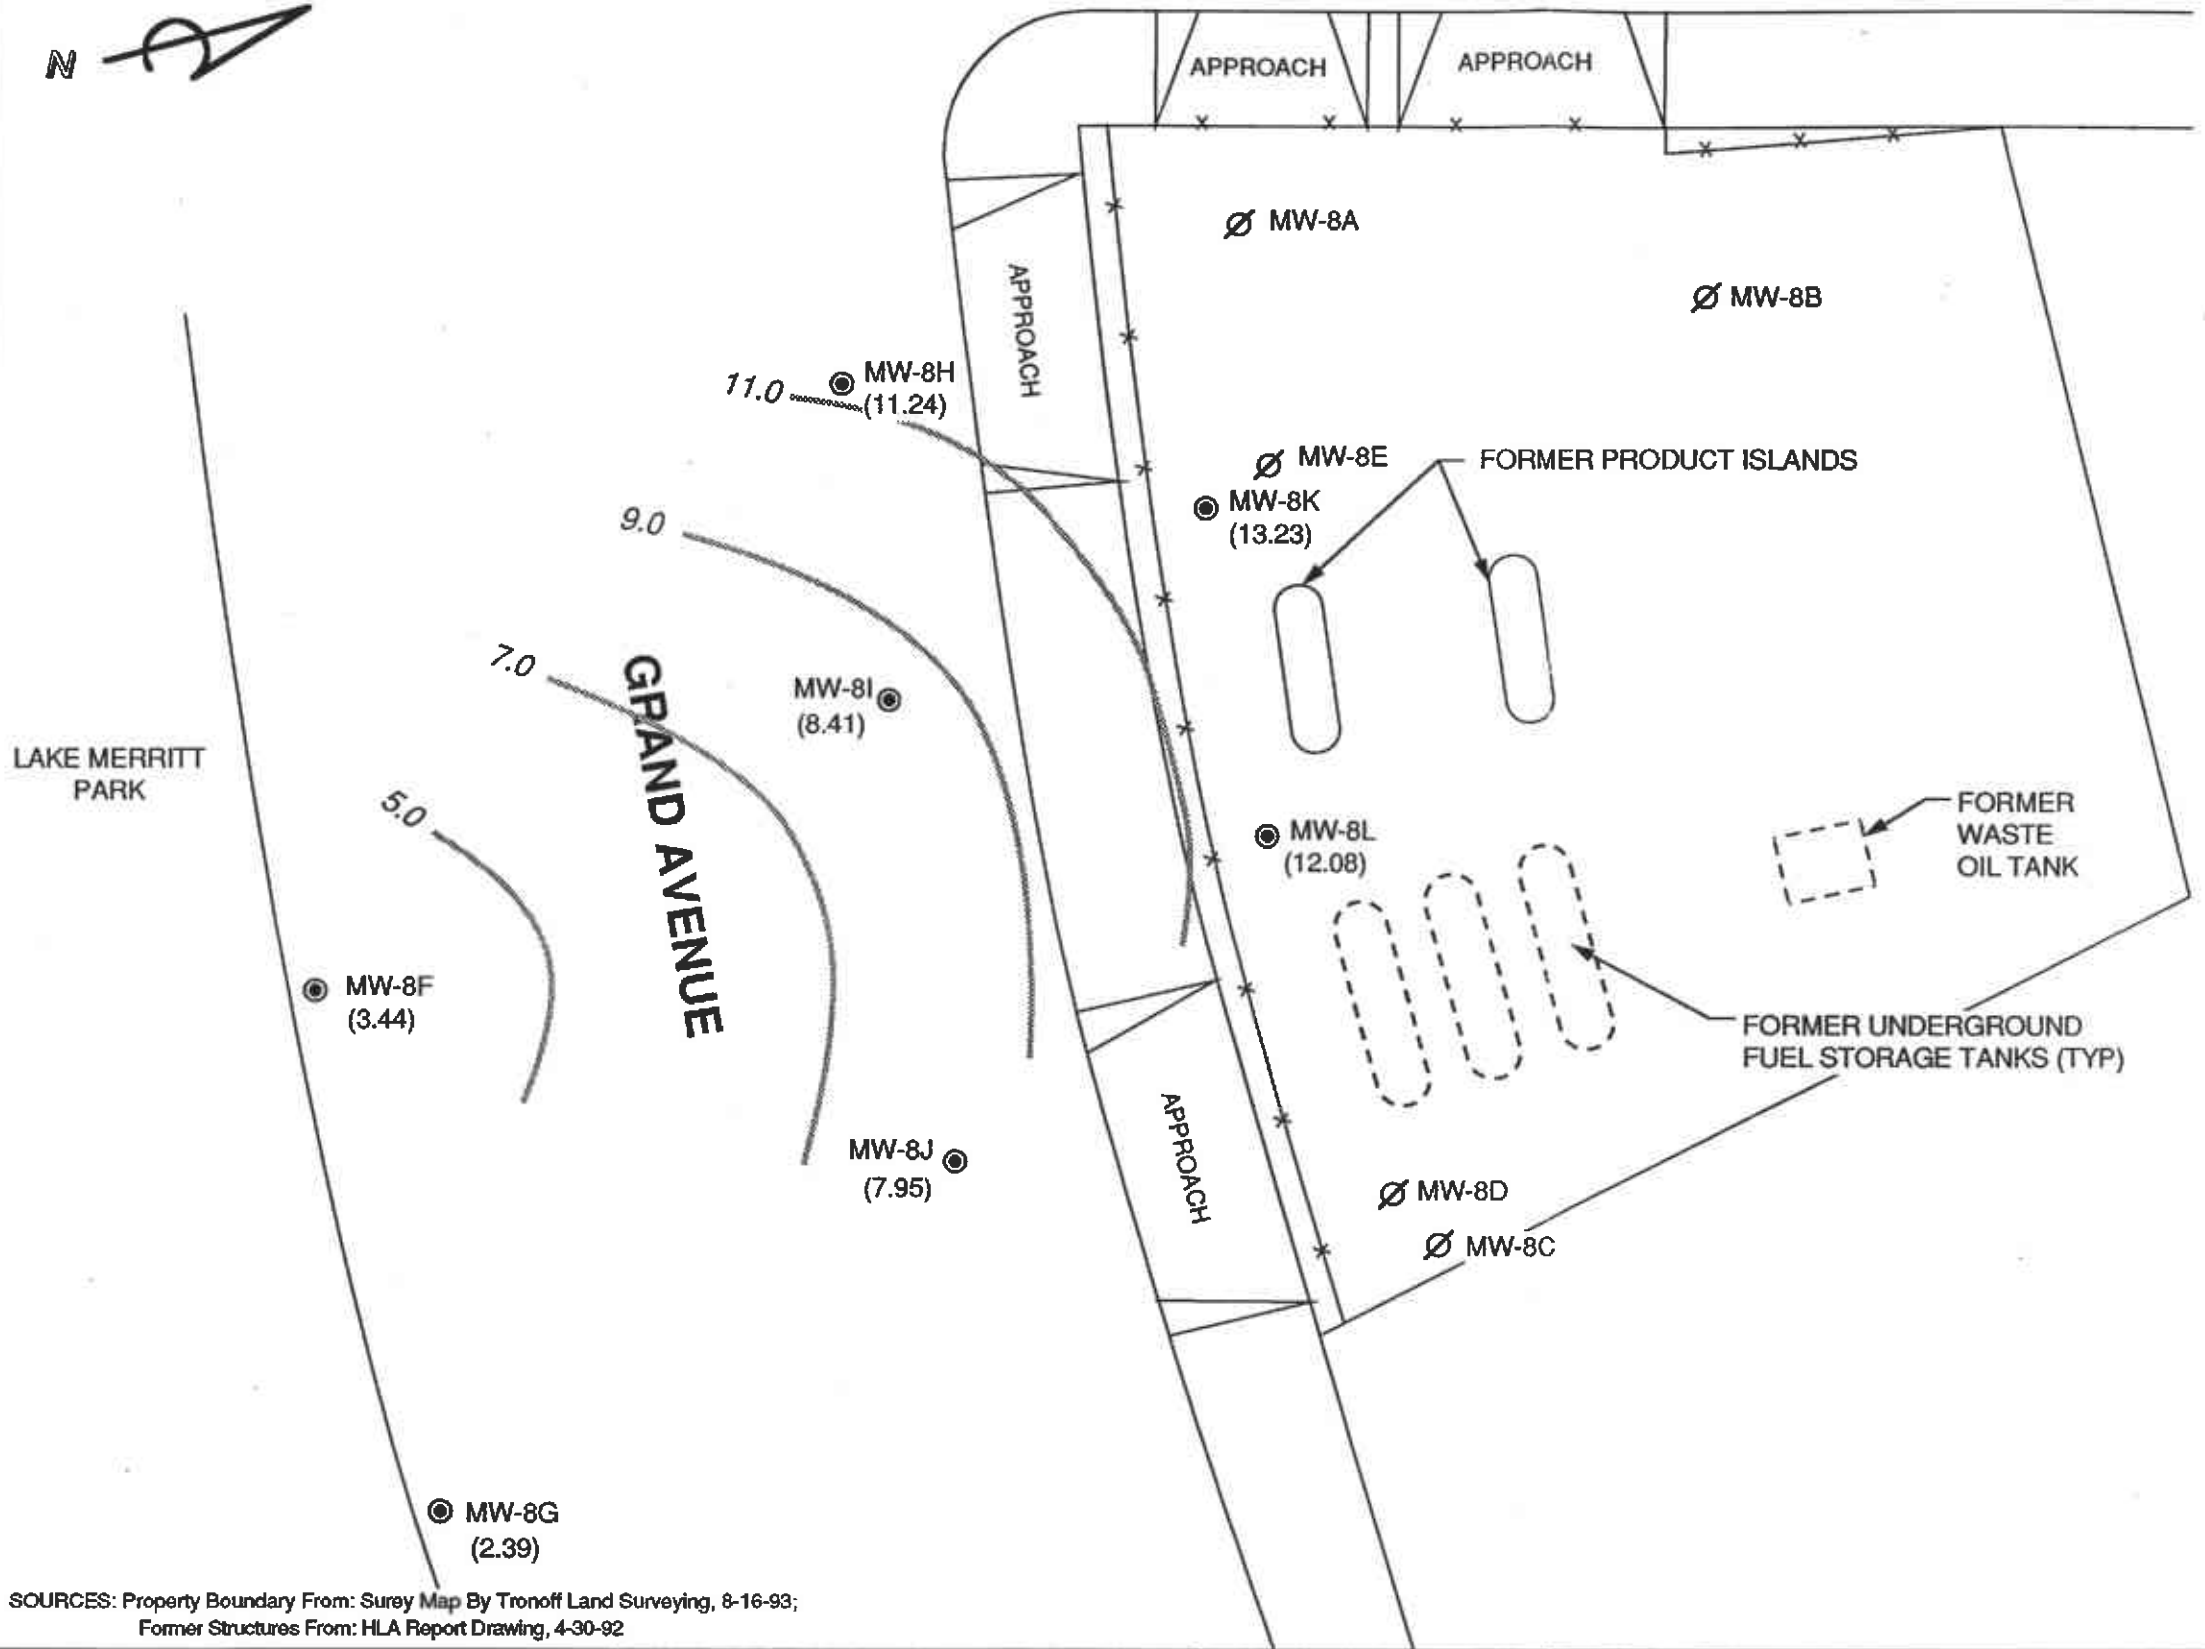 N
APPROACH
APPROACH
MW-8A
MW-8B
APPROACH
11.0
MW-8H
(11.24)
MW-8E
FORMER PRODUCT ISLANDS
MW-8K
(13.23)
9.0
7.0
GRAND AVENUE
MW-8I
(8.41)
LAKE MERRITT
PARK
5.0
MW-8L
(12.08)
FORMER
WASTE
OIL TANK
MW-8F
(3.44)
FORMER UNDERGROUND
FUEL STORAGE TANKS (TYP)
APPROACH
MW-8J
(7.95)
MW-8D
MW-8C
MW-8G
(2.39)
SOURCES: Property Boundary From: Surey Map By Tronoff Land Surveying, 8-16-93;
Former Structures From: HLA Report Drawing, 4-30-92